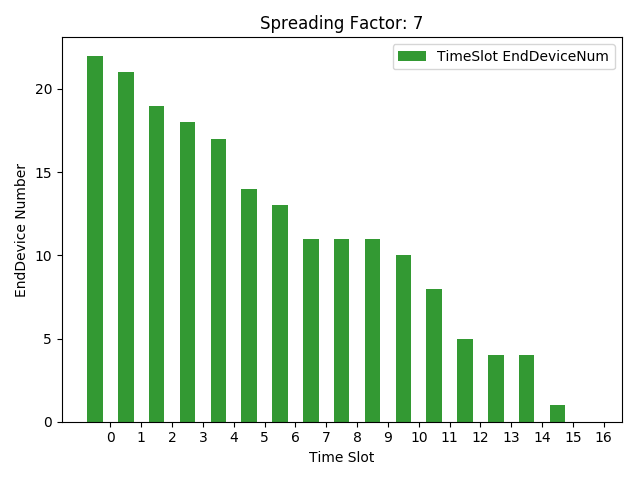 Spreading Factor: 7
TimeSlot EndDeviceNum
EndDevice Number
20
15
10
5
0
0 1 2 3 4 5 6 7 8 9 10 11 12 13 14 15 16
Time Slot